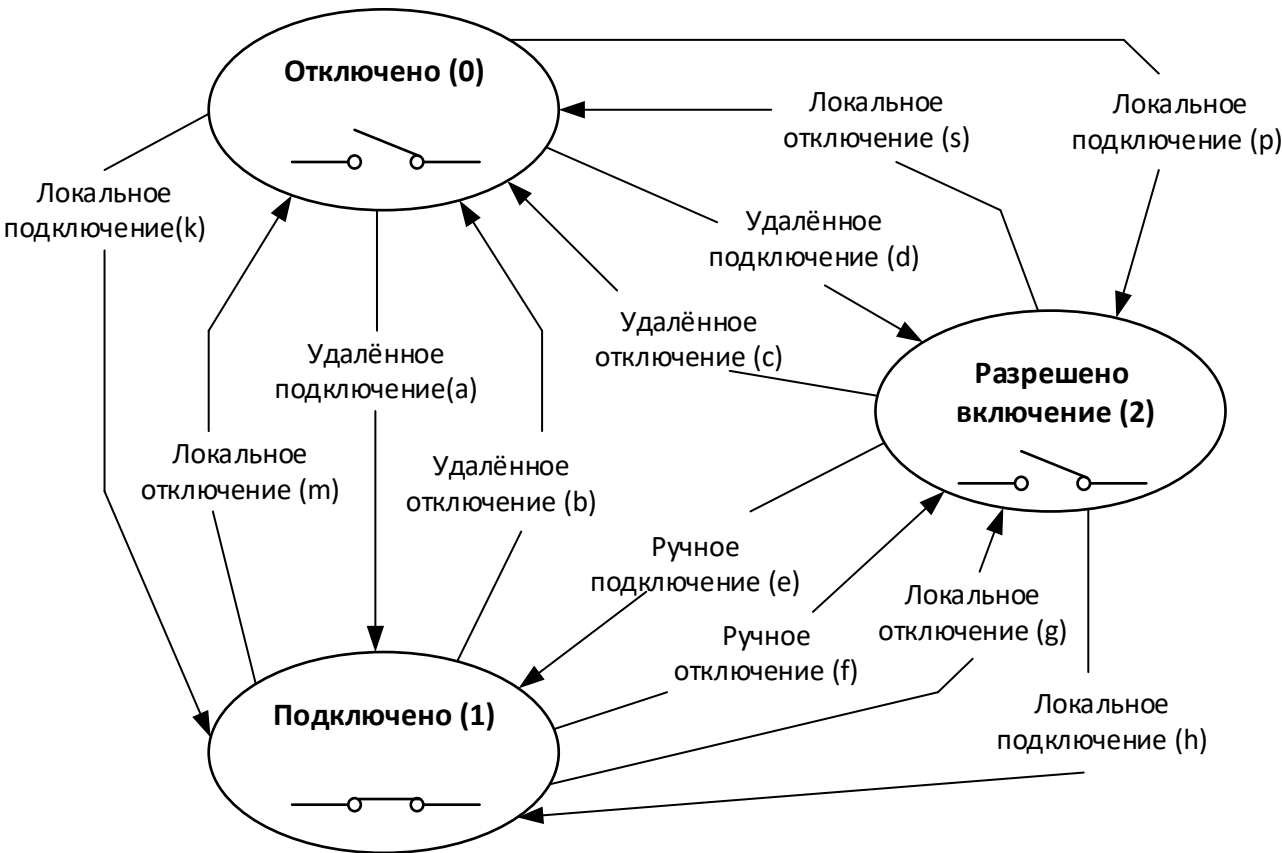 Отключено (0)
Локальное
отключение (s)
Локальное
подключение (p)
Локальное
подключение(k)
Удалённое
подключение (d)
Удалённое
отключение (c)
Удалённое
подключение(a)
Разрешено
включение (2)
Локальное
отключение (m)
Удалённое
отключение (b)
Ручное
подключение (e)
Локальное
отключение (g)
Ручное
отключение (f)
Подключено (1)
Локальное
подключение (h)